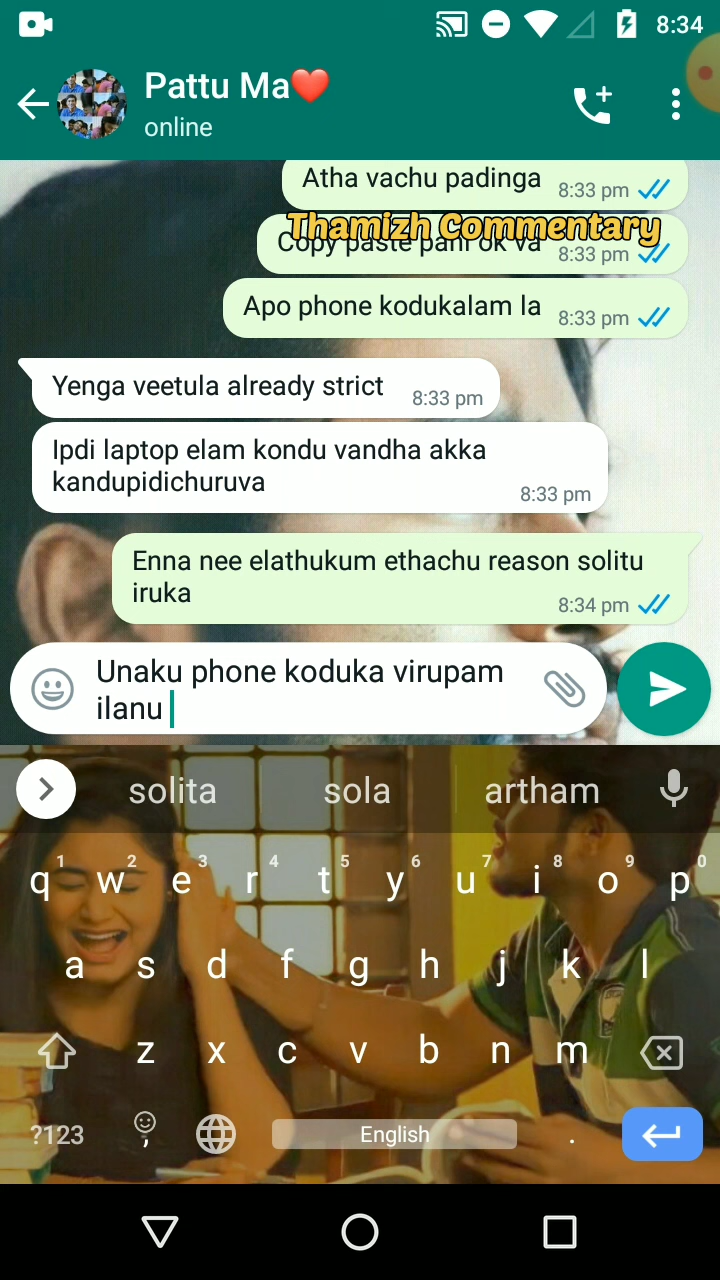 8:34
Pattu Ma❤️
online
Atha vachu padinga 8:33 pm
Thamizh Commentary
Copy paste pani ok va 8:33 pm
Apo phone kodukalam la 8:33 pm
Yenga veetula already strict 8:33 pm
Ipdi laptop elam kondu vandha akka
kandupidichuruva 8:33 pm
Enna nee elathukum ethachu reason solitu
iruka 8:34 pm
Unaku phone koduka virupam
ilanu
solita sola artham
1 2 3 4 5 6 7 8 9 0
q w e r t y u i o p
a s d f g h j k l
z x c v b n m
?123 , English .